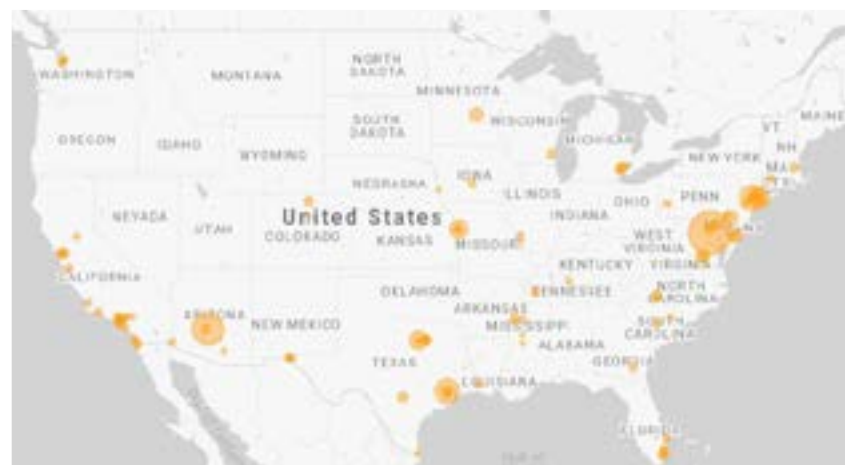 WASHINGTON
MONTANA
NORTH
DAKOTA
MINNESOTA
SOUTH
DAKOTA
WISCONSIN
MICHIGAN
VT.
MAINE
NH
OREGON
IDAHO
WYOMING
NEW YORK
MA
NEBRASKA
IOWA
ILLINOIS
INDIANA
OHIO
PENN
NEVADA
UTAH
United States
COLORADO
KANSAS
MISSOURI
WEST
VIRGINIA
KENTUCKY
VIRGINIA
CALIFORNIA
OKLAHOMA
TENNESSEE
NORTH
CAROLINA
ARIZONA
NEW MEXICO
ARKANSAS
MISSISSIPPI
SOUTH
CAROLINA
ALABAMA
TEXAS
GEORGIA
LOUISIANA
FLORIDA